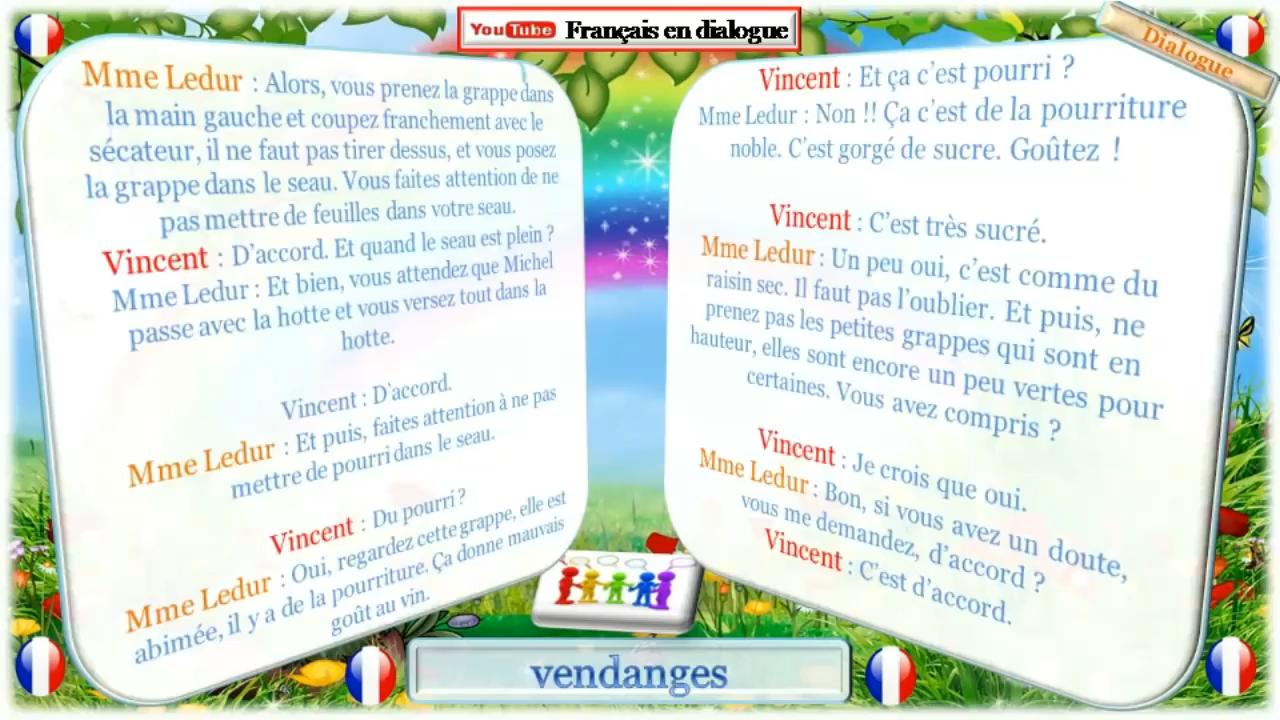 YouTube Français en dialogue
Dialogue
Mme Ledur : Alors, vous prenez la grappe dans
la main gauche et coupez franchement avec le
sécateur, il ne faut pas tirer dessus, et vous posez
la grappe dans le seau. Vous faites attention de ne
pas mettre de feuilles dans votre seau.
Vincent : D'accord. Et quand le seau est plein ?
Mme Ledur : Et bien, vous attendez que Michel
passe avec la hotte et vous versez tout dans la
hotte.
Vincent : D'accord.
Mme Ledur : Et puis, faites attention à ne pas
mettre de pourri dans le seau.
Vincent : Du pourri ?
Mme Ledur : Oui, regardez cette grappe, elle est
abimée, il y a de la pourriture. Ça donne mauvais
goût au vin.
Vincent : Et ça c'est pourri ?
Mme Ledur : Non !! Ça c'est de la pourriture
noble. C'est gorgé de sucre. Goûtez !
Vincent : C'est très sucré.
Mme Ledur : Un peu oui, c'est comme du
raisin sec. Il faut pas l'oublier. Et puis, ne
prenez pas les petites grappes qui sont en
hauteur, elles sont encore un peu vertes pour
certaines. Vous avez compris ?
Vincent : Je crois que oui.
Mme Ledur : Bon, si vous avez un doute,
vous me demandez, d'accord ?
Vincent : C'est d'accord.
vendanges